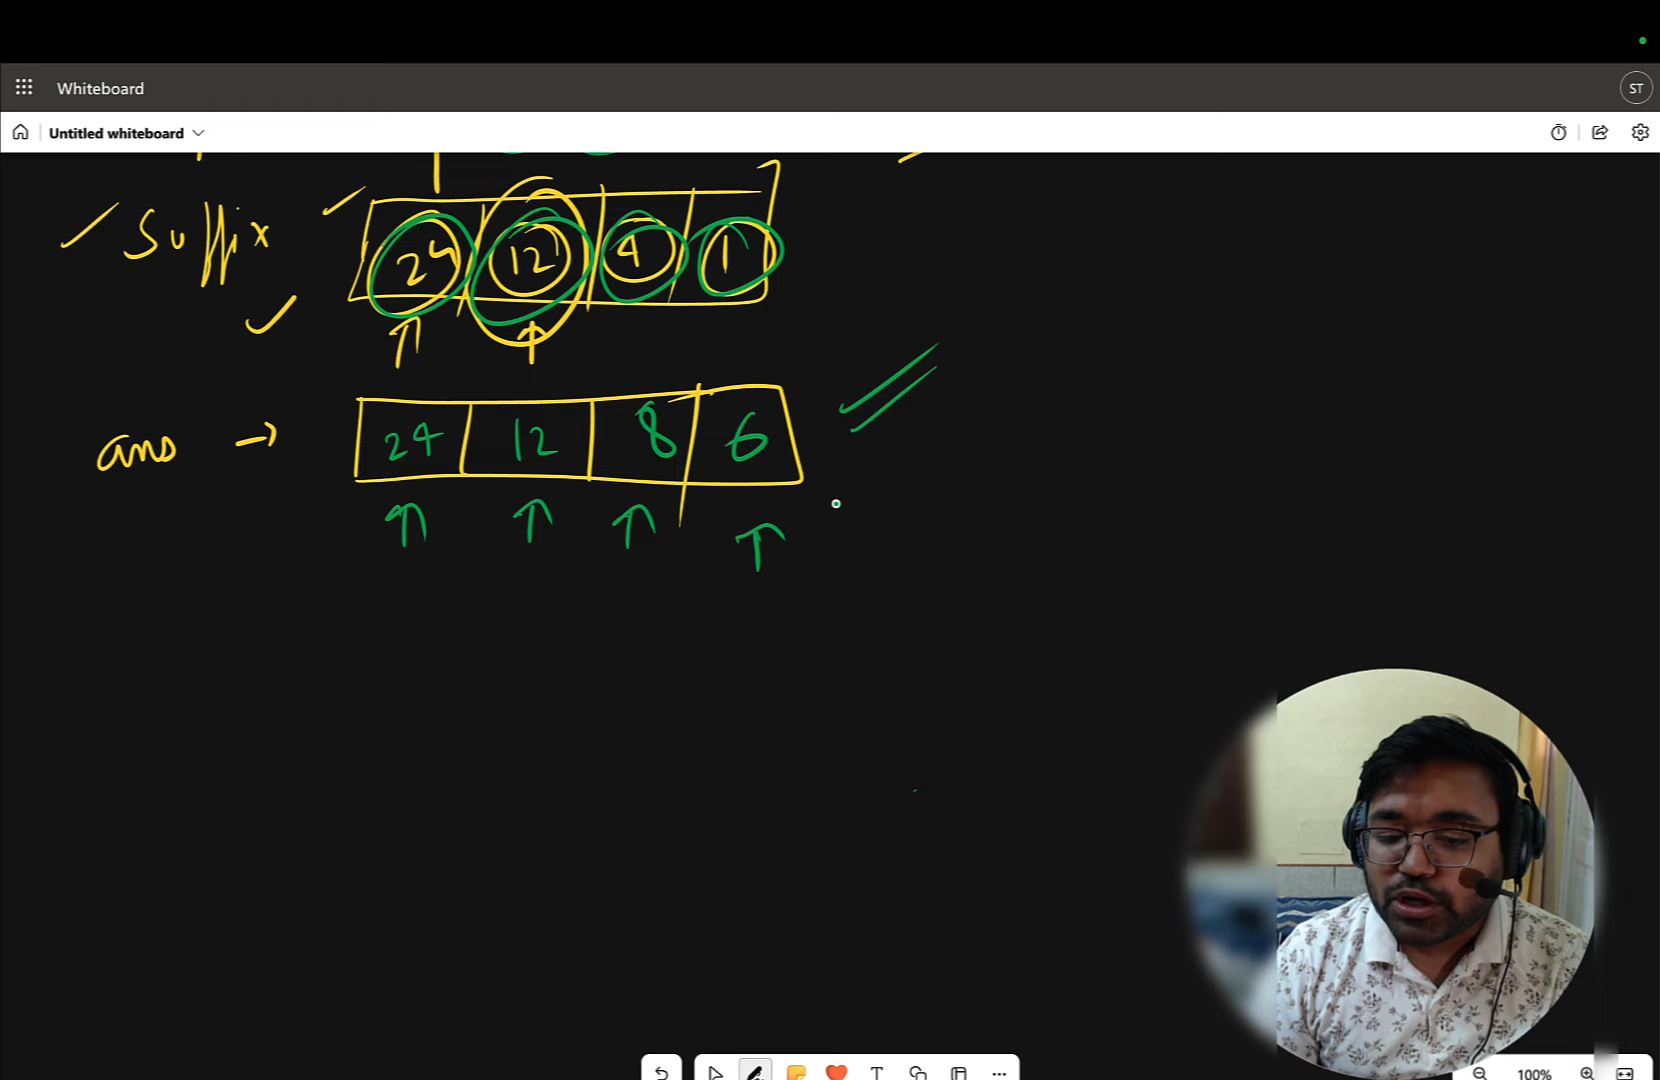 Whiteboard
ST
Untitled whiteboard
Suffix
24 12 4 1
ans → 24 12 8 6
T
100%